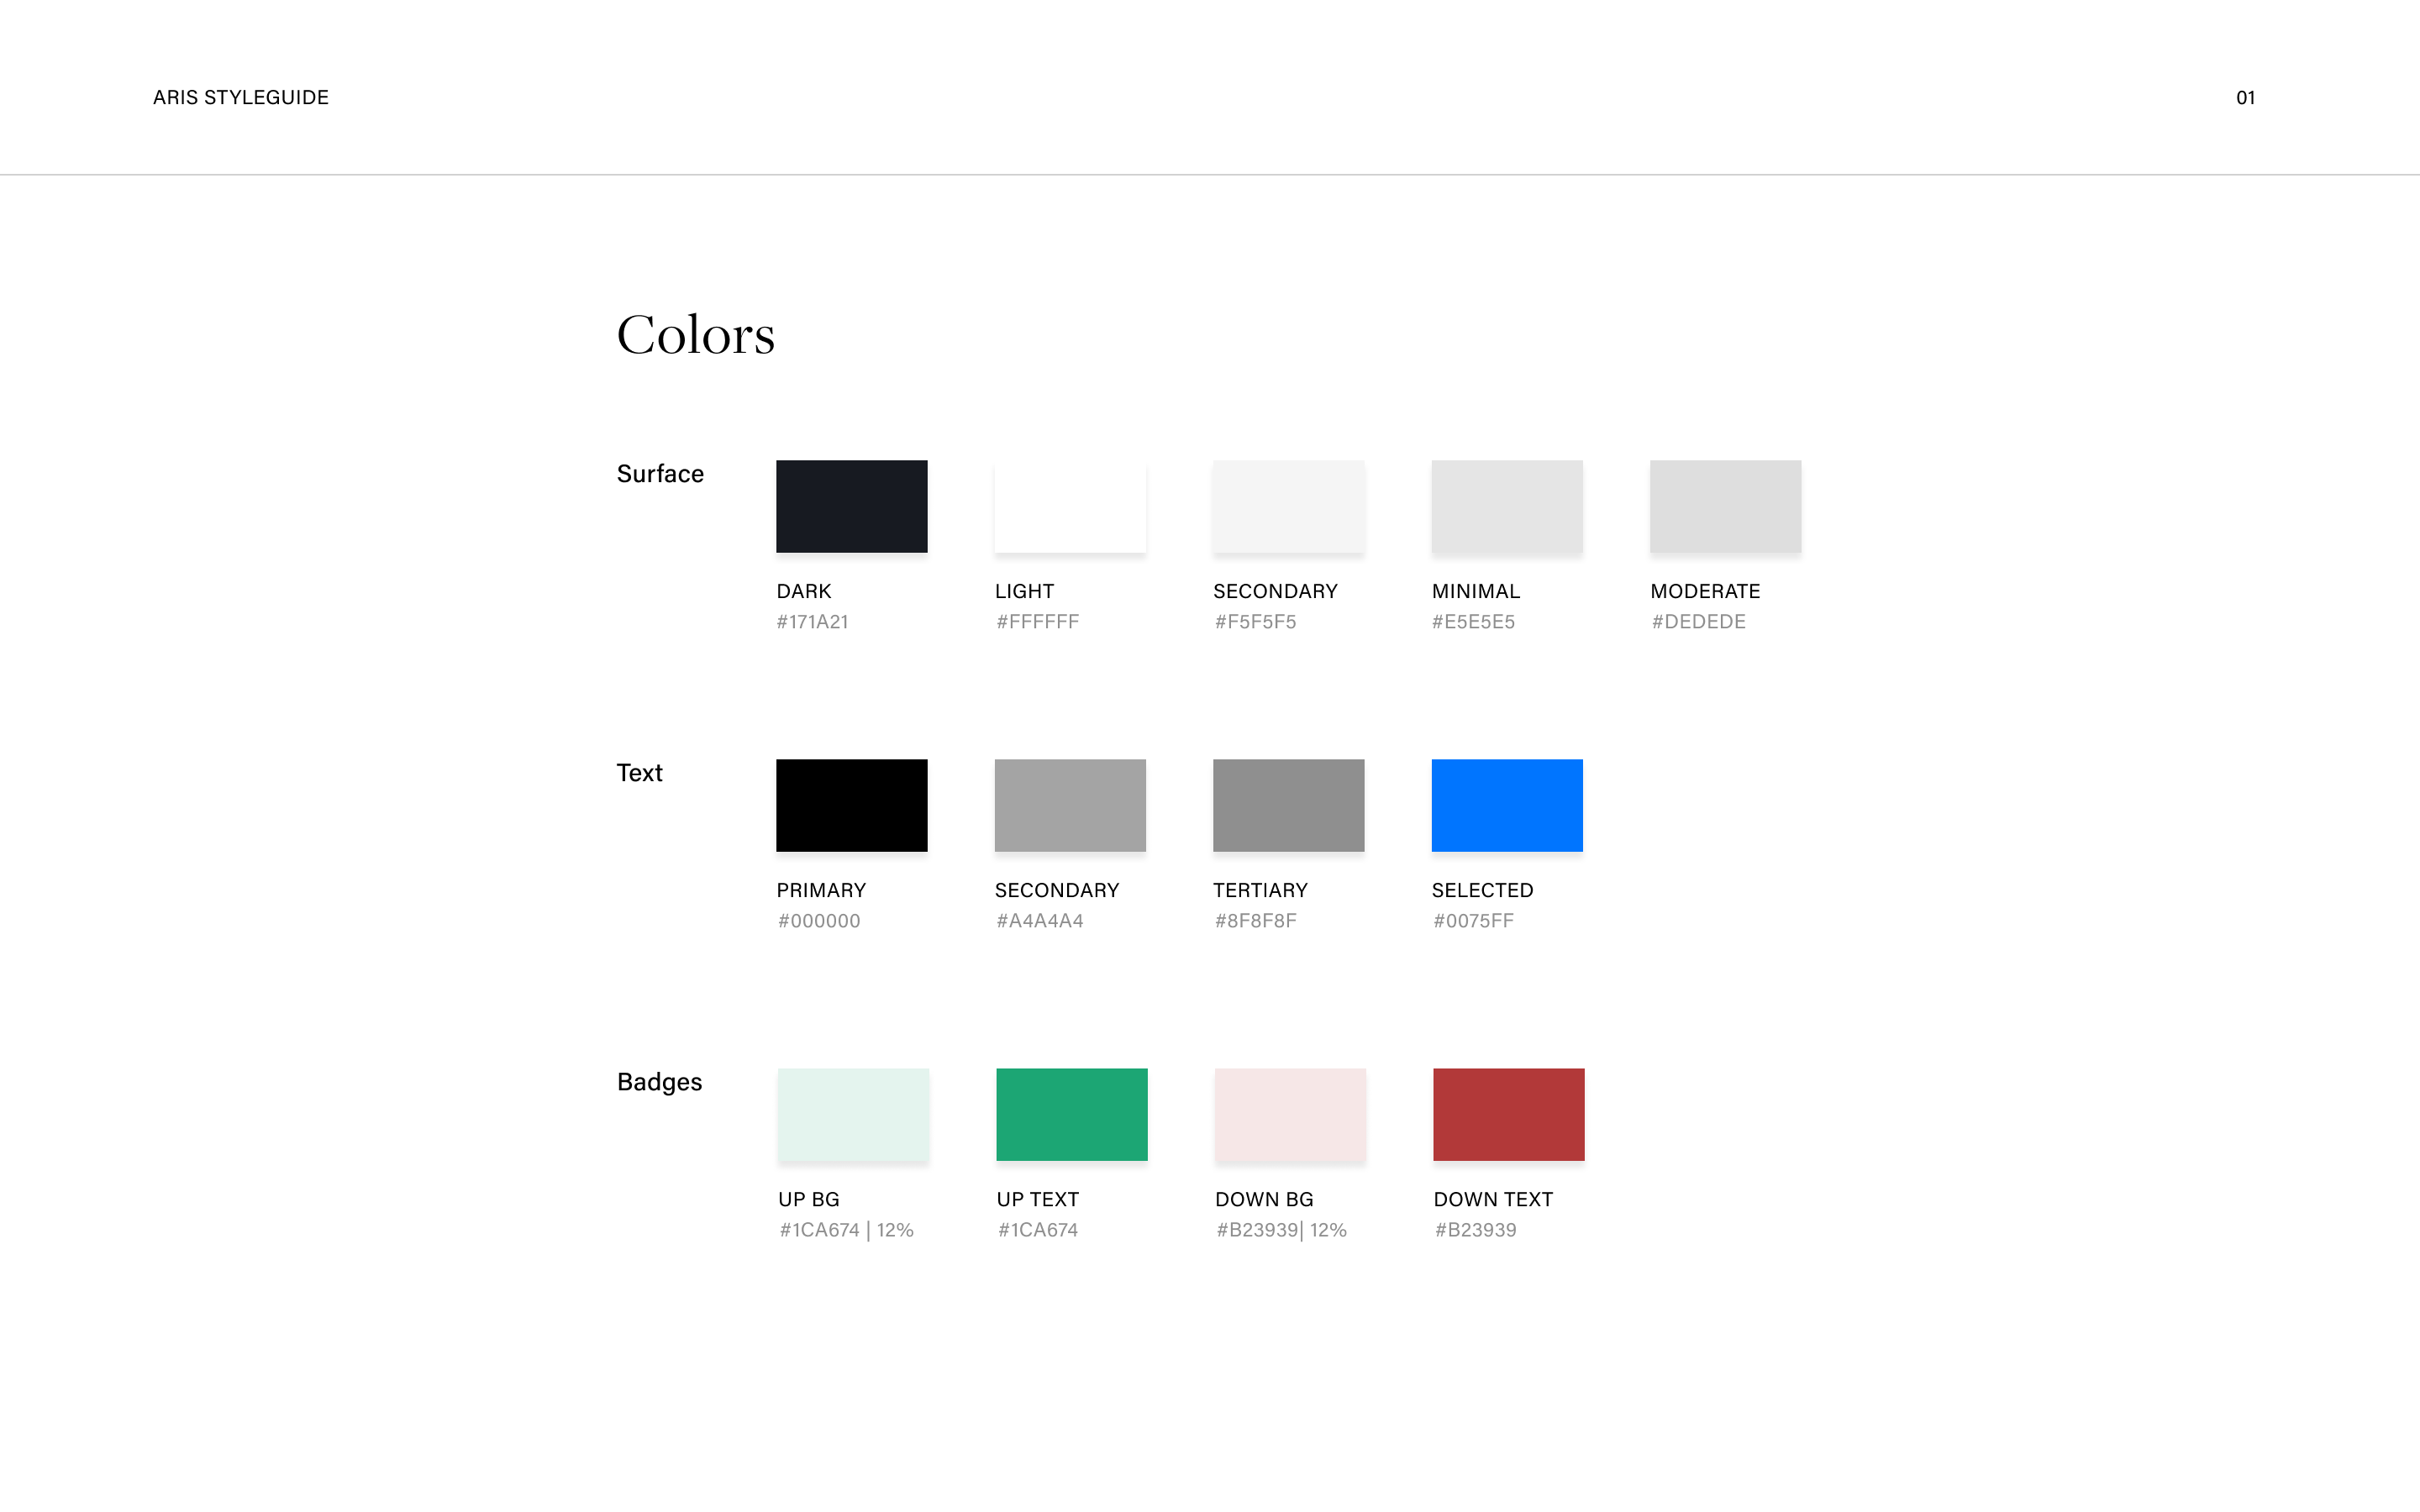 ARIS STYLEGUIDE
01
Colors
Surface
DARK
#171A21
LIGHT
#FFFFFF
SECONDARY
#F5F5F5
MINIMAL
#E5E5E5
MODERATE
#DEDEDE
Text
PRIMARY
#000000
SECONDARY
#A4A4A4
TERTIARY
#8F8F8F
SELECTED
#0075FF
Badges
UP BG
#1CA674 | 12%
UP TEXT
#1CA674
DOWN BG
#B23939| 12%
DOWN TEXT
#B23939